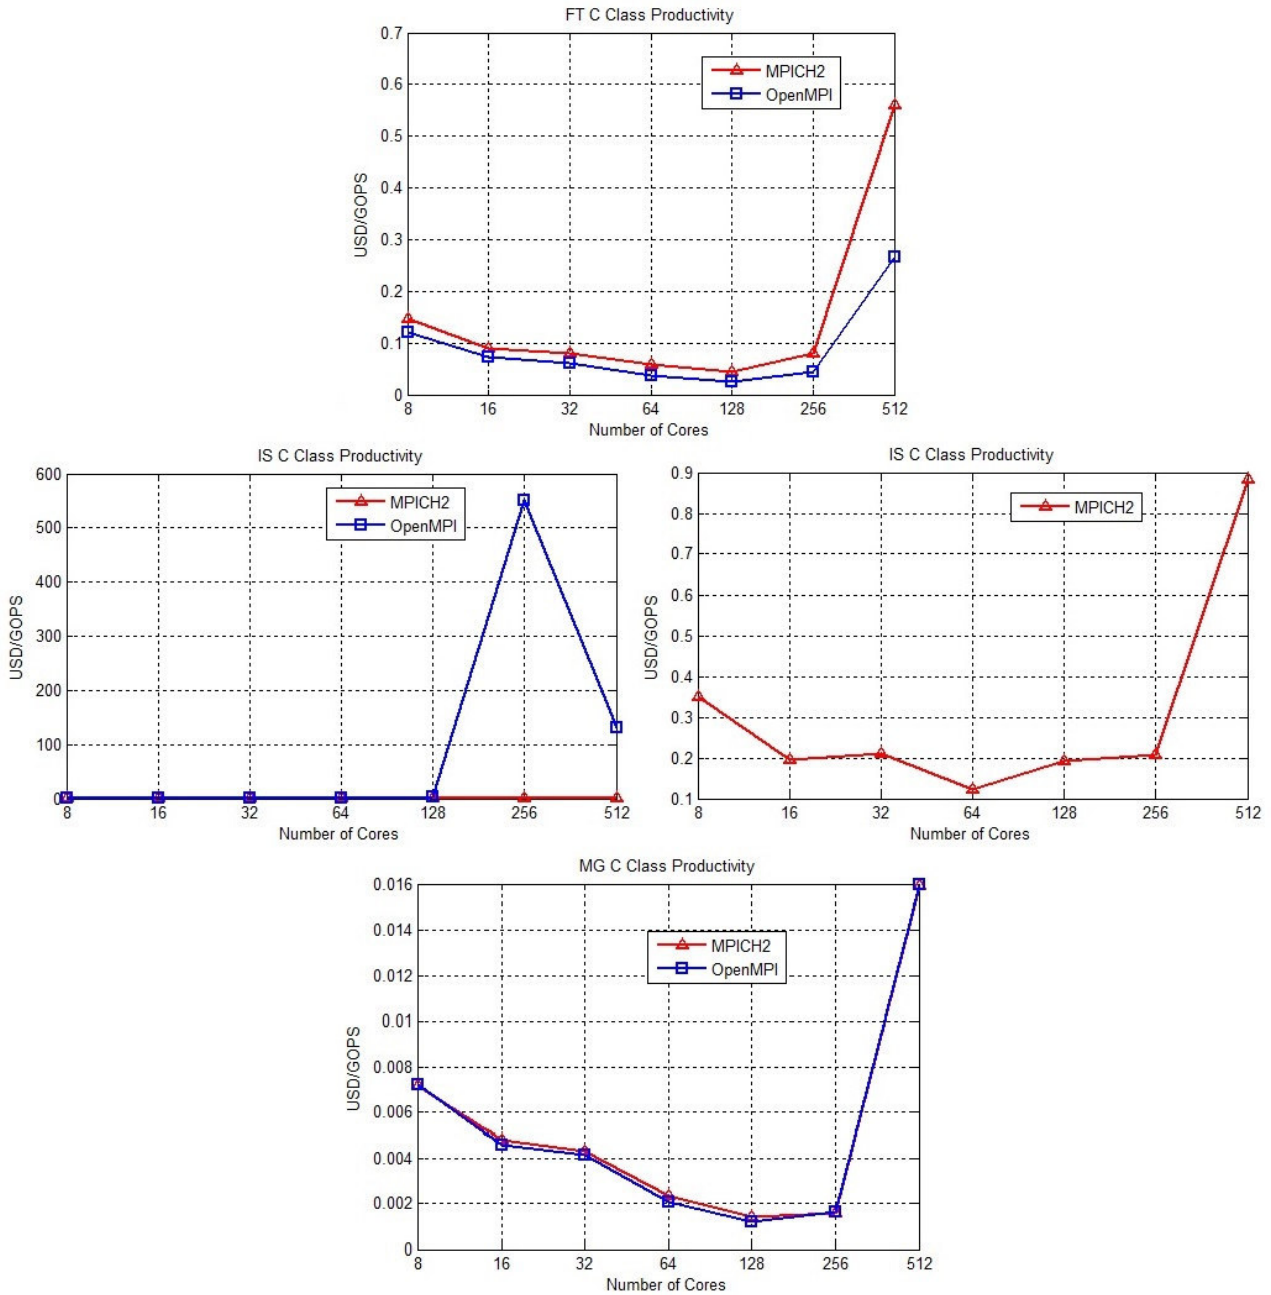 FT C Class Productivity
0.7
0.6
0.5
0.4
0.3
0.2
0.1
0
USD/GOPS
MPICH2
OpenMPI
8 16 32 64 128 256 512
Number of Cores
IS C Class Productivity
600
500
400
300
200
100
0
USD/GOPS
MPICH2
OpenMPI
8 16 32 64 128 256 512
Number of Cores
IS C Class Productivity
0.9
0.8
0.7
0.6
0.5
0.4
0.3
0.2
0.1
USD/GOPS
MPICH2
8 16 32 64 128 256 512
Number of Cores
MG C Class Productivity
0.016
0.014
0.012
0.01
0.008
0.006
0.004
0.002
0
USD/GOPS
MPICH2
OpenMPI
8 16 32 64 128 256 512
Number of Cores